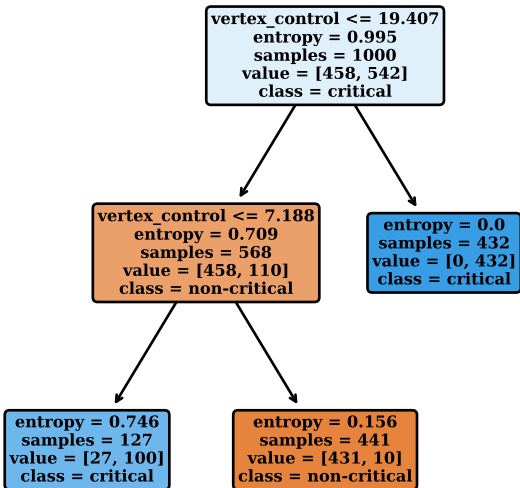 vertex_control <= 19.407
entropy = 0.995
samples = 1000
value = [458, 542]
class = critical
vertex_control <= 7.188
entropy = 0.709
samples = 568
value = [458, 110]
class = non-critical
entropy = 0.0
samples = 432
value = [0, 432]
class = critical
entropy = 0.746
samples = 127
value = [27, 100]
class = critical
entropy = 0.156
samples = 441
value = [431, 10]
class = non-critical